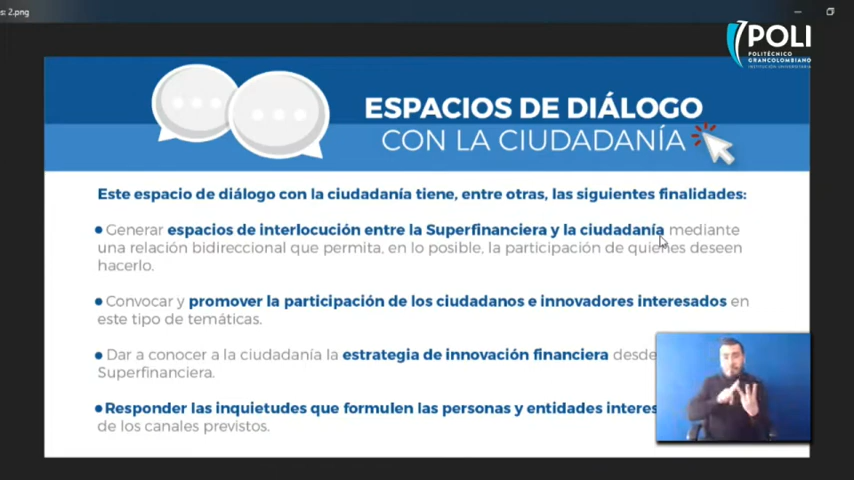 s: 2.png
POLI
POLITÉCNICO
GRANCOLOMBIANO
INSTITUCIÓN UNIVERSITARIA
ESPACIOS DE DIÁLOGO
CON LA CIUDADANÍA
Este espacio de diálogo con la ciudadanía tiene, entre otras, las siguientes finalidades:
●Generar espacios de interlocución entre la Superfinanciera y la ciudadanía mediante
una relación bidireccional que permita, en lo posible, la participación de quienes deseen
hacerlo.
●Convocar y promover la participación de los ciudadanos e innovadores interesados en
este tipo de temáticas.
●Dar a conocer a la ciudadanía la estrategia de innovación financiera desde
Superfinanciera.
●Responder las inquietudes que formulen las personas y entidades interes
de los canales previstos.